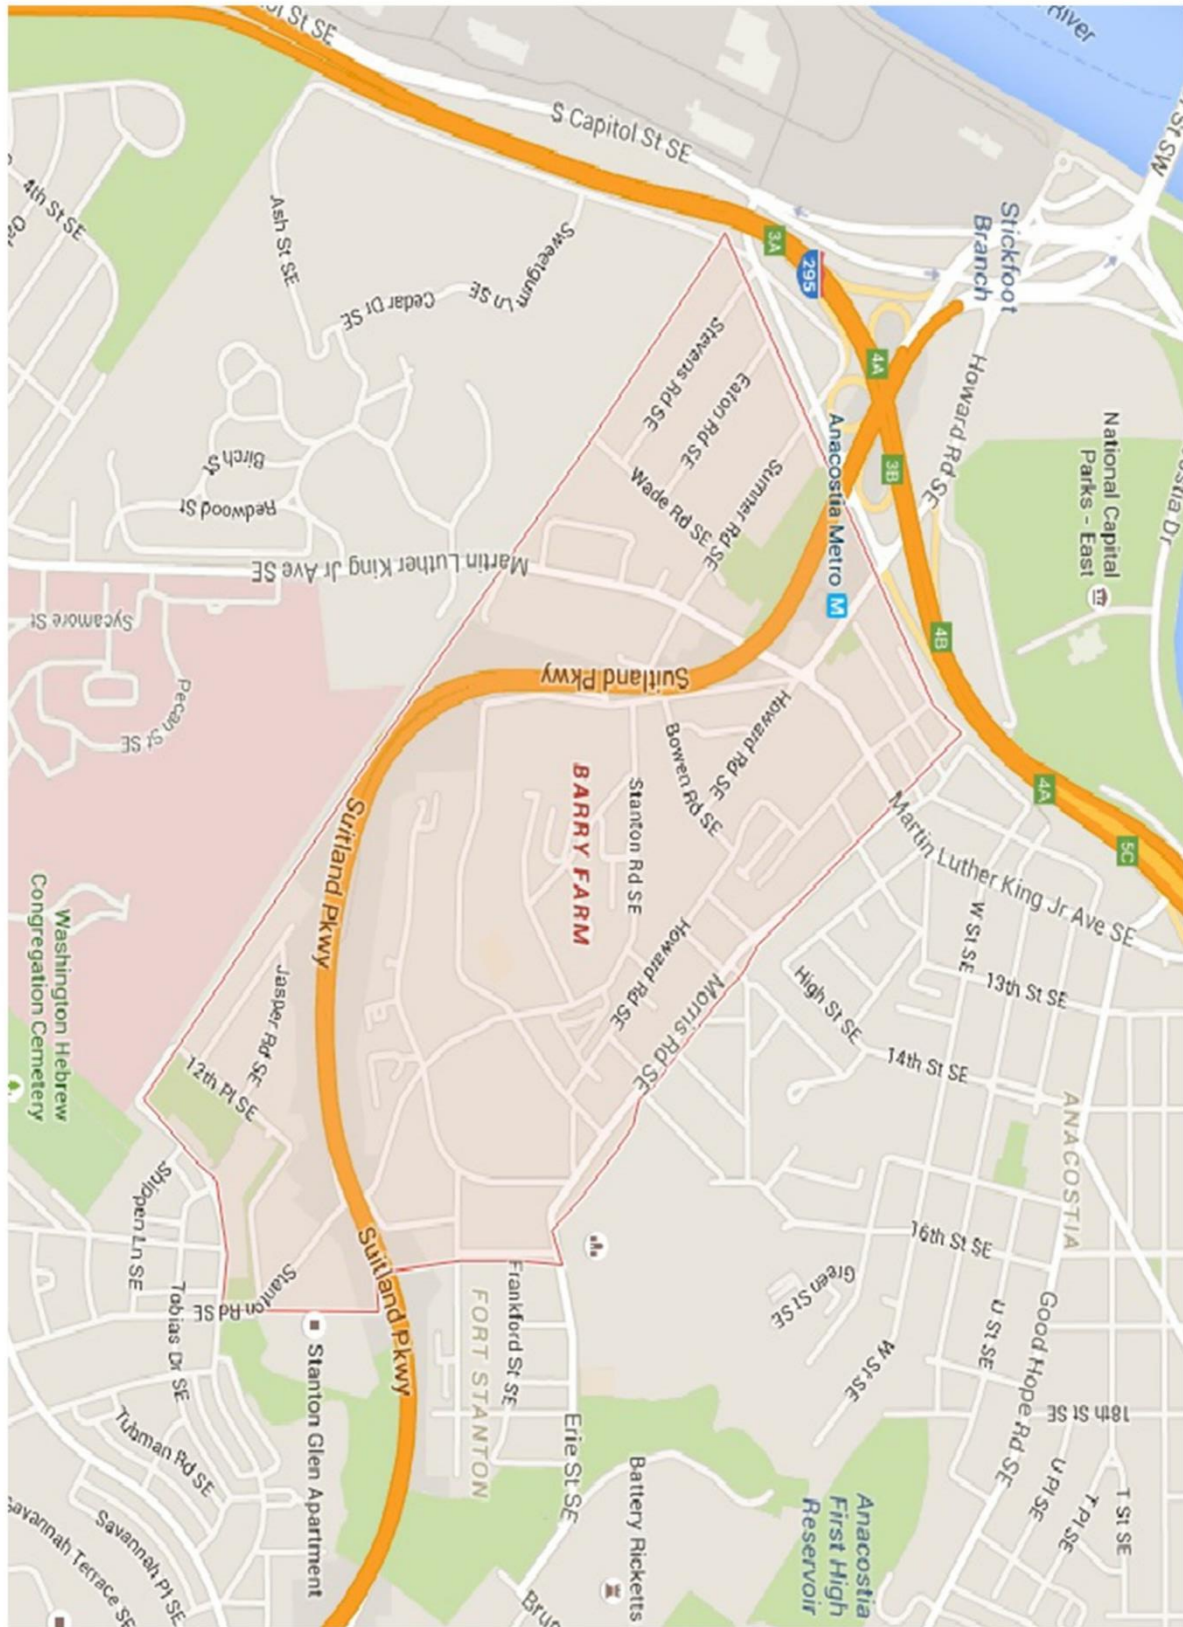 S Capitol St SE
River
St SW
Stickfoot
Branch
4th St SE
Ash St SE
Sweetgum
Ln SE
Cedar Dr SE
3A
295
4A
Stevens Rd SE
Eaton Rd SE
Sumner Rd SE
Wade Rd SE
Howard Rd SE
3B
National Capital
Parks - East
Anacostia Metro
M
Birch St
Redwood St
Martin Luther King Jr Ave SE
Sycamore St
4B
Suitland Pkwy
Pecan St SE
Howard Rd SE
Bowen Rd SE
Stanton Rd SE
BARRY FARM
4A
5C
Martin Luther King Jr Ave SE
Suitland Pkwy
Washington Hebrew
Congregation Cemetery
W St SE
13th St SE
High St SE
14th St SE
Howard Rd SE
Morris Rd SE
Jasper Rd SE
12th Pl SE
ANACOSTIA
Shippen Ln SE
16th St SE
Green St SE
Stanton Rd SE
Suitland Pkwy
Tobias Dr SE
Frankford St SE
FORT STANTON
Stanton Glen Apartment
U St SE
W St SE
Good Hope Rd SE
18th St SE
Erie St SE
Tubman Rd SE
Savannah Pl SE
Savannah Terrace SE
Battery Ricketts
Anacostia
First High
Reservoir
U Pl SE
T Pl SE
T St SE